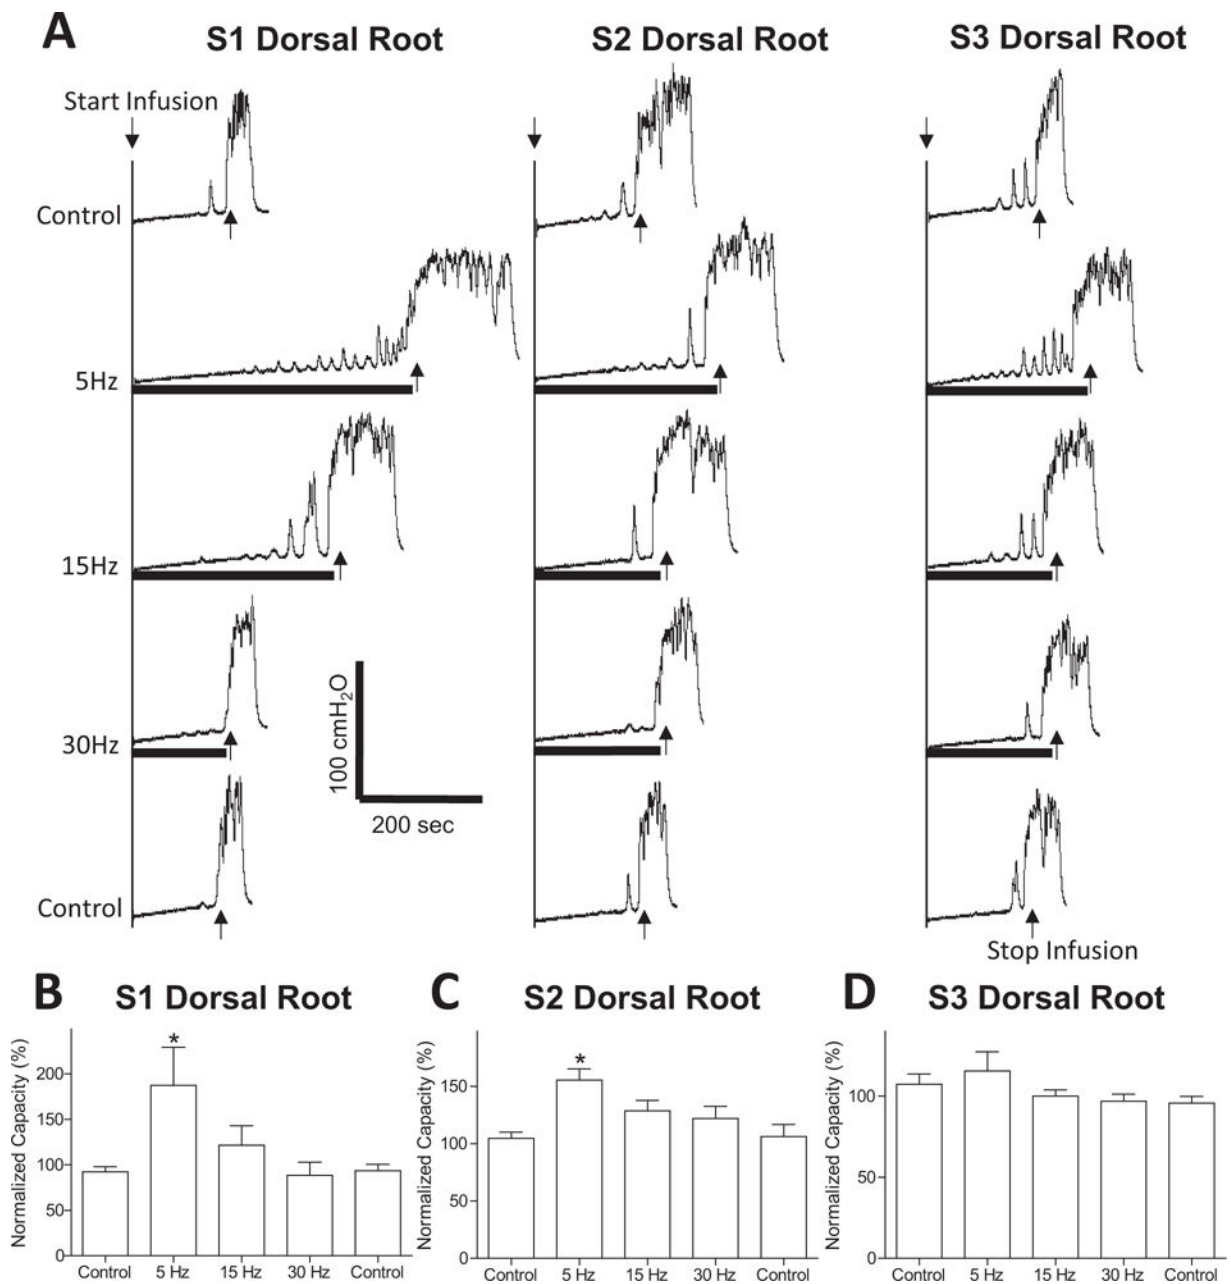 A
S1 Dorsal Root
S2 Dorsal Root
S3 Dorsal Root
Start Infusion
Control
5Hz
15Hz
30Hz
100 cmH₂O
200 sec
Control
Stop Infusion
B
S1 Dorsal Root
Normalized Capacity (%)
200
150
100
50
0
Control 5 Hz 15 Hz 30 Hz Control
*
C
S2 Dorsal Root
Normalized Capacity (%)
150
100
50
0
Control 5 Hz 15 Hz 30 Hz Control
*
D
S3 Dorsal Root
Normalized Capacity (%)
100
50
0
Control 5 Hz 15 Hz 30 Hz Control